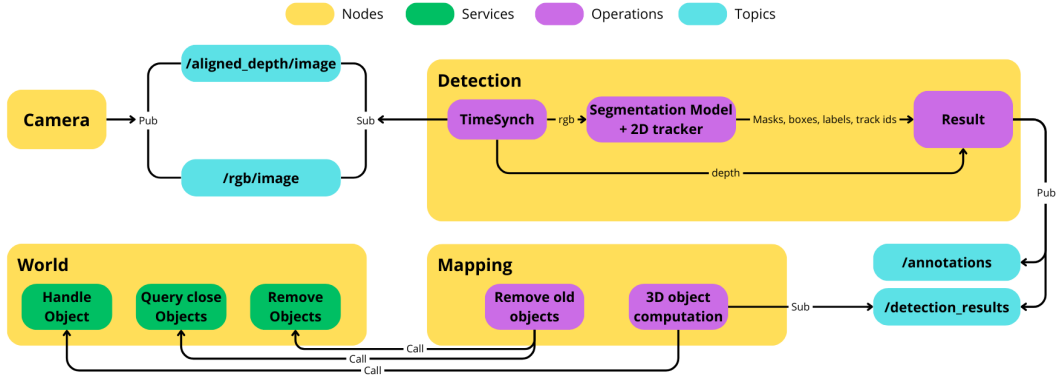 Nodes
Services
Operations
Topics
/aligned_depth/image
Camera
Pub
Sub
/rgb/image
Detection
TimeSynch
rgb
Segmentation Model
+ 2D tracker
Masks, boxes, labels, track ids
Result
depth
Pub
World
Handle
Object
Query close
Objects
Remove
Objects
Mapping
Remove old
objects
3D object
computation
Sub
/annotations
/detection_results
Call
Call
Call